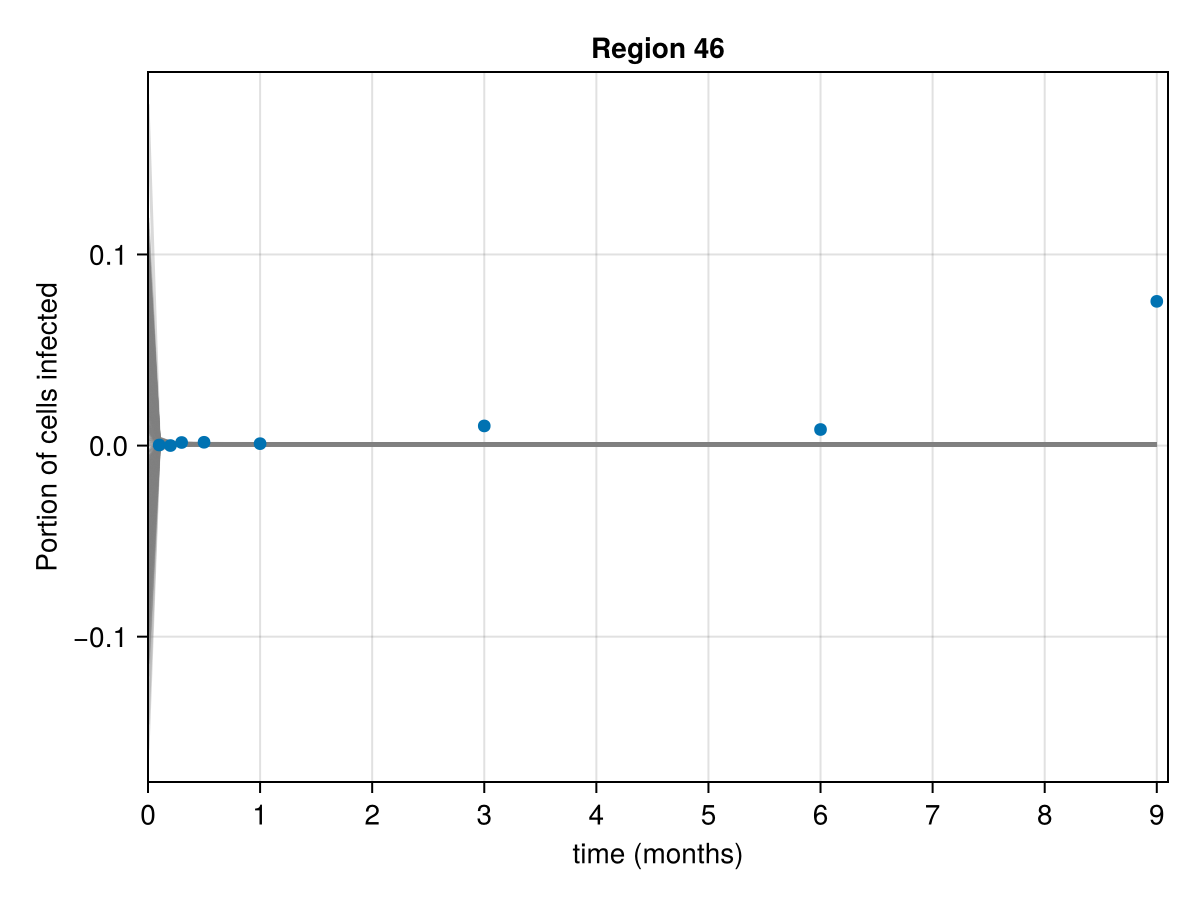 Region 46
Portion of cells infected
0.1
0.0
−0.1
0 1 2 3 4 5 6 7 8 9
time (months)